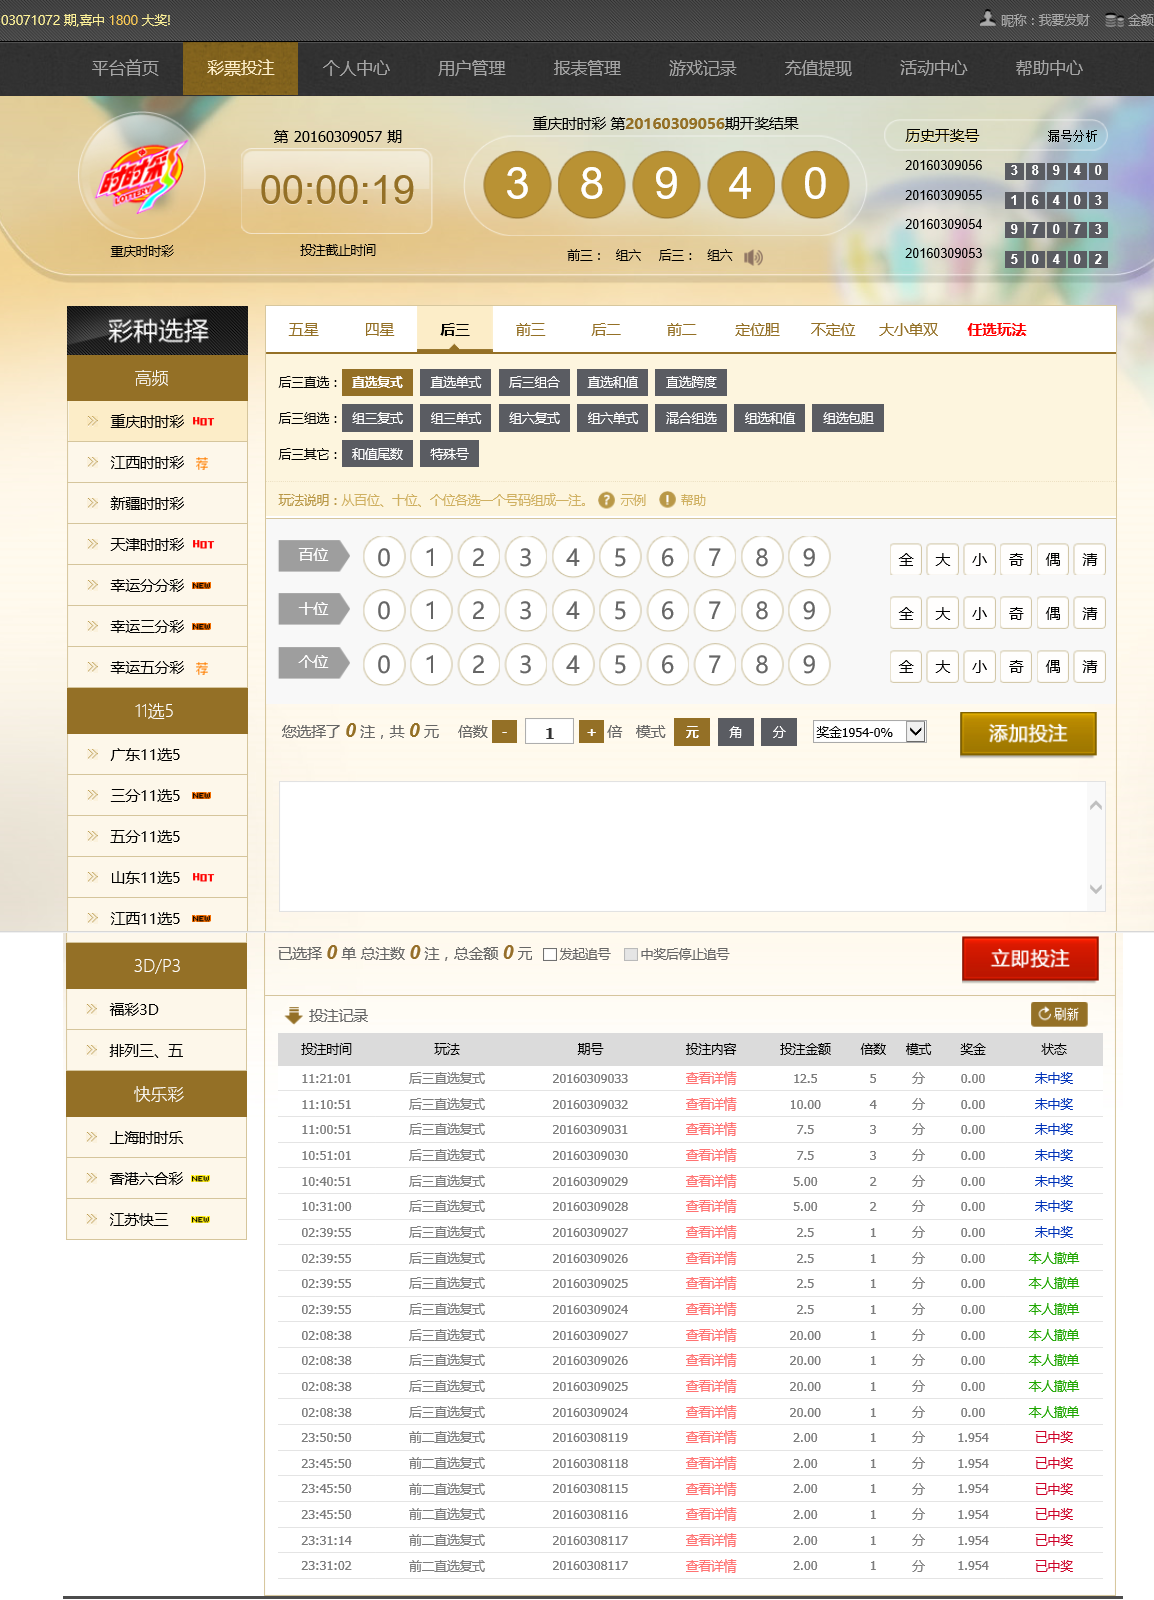 03071072 期,喜中 1800 大奖!
昵称：我要发财 金额
平台首页 彩票投注 个人中心 用户管理 报表管理 游戏记录 充值提现 活动中心 帮助中心
时时彩
LOTTERY
重庆时时彩
第 20160309057 期
00:00:19
投注截止时间
重庆时时彩 第20160309056期开奖结果
3 8 9 4 0
前三： 组六 后三： 组六
历史开奖号 漏号分析
20160309056 3 8 9 4 0
20160309055 1 6 4 0 3
20160309054 9 7 0 7 3
20160309053 5 0 4 0 2
彩种选择
高频
重庆时时彩 HOT
江西时时彩 荐
新疆时时彩
天津时时彩 HOT
幸运分分彩 NEW
幸运三分彩 NEW
幸运五分彩 荐
11选5
广东11选5
三分11选5 NEW
五分11选5
山东11选5 HOT
江西11选5 NEW
3D/P3
福彩3D
排列三、五
快乐彩
上海时时乐
香港六合彩 NEW
江苏快三 NEW
五星 四星 后三 前三 后二 前二 定位胆 不定位 大小单双 任选玩法
后三直选： 直选复式 直选单式 后三组合 直选和值 直选跨度
后三组选： 组三复式 组三单式 组六复式 组六单式 混合组选 组选和值 组选包胆
后三其它： 和值尾数 特殊号
玩法说明：从百位、十位、个位各选一个号码组成一注。 ? 示例 ! 帮助
百位 0 1 2 3 4 5 6 7 8 9 全 大 小 奇 偶 清
十位 0 1 2 3 4 5 6 7 8 9 全 大 小 奇 偶 清
个位 0 1 2 3 4 5 6 7 8 9 全 大 小 奇 偶 清
您选择了 0 注，共 0 元 倍数 - 1 + 倍 模式 元 角 分 奖金1954-0% 添加投注
已选择 0 单 总注数 0 注，总金额 0 元 发起追号 中奖后停止追号 立即投注
投注记录 刷新
投注时间 玩法 期号 投注内容 投注金额 倍数 模式 奖金 状态
11:21:01 后三直选复式 20160309033 查看详情 12.5 5 分 0.00 未中奖
11:10:51 后三直选复式 20160309032 查看详情 10.00 4 分 0.00 未中奖
11:00:51 后三直选复式 20160309031 查看详情 7.5 3 分 0.00 未中奖
10:51:01 后三直选复式 20160309030 查看详情 7.5 3 分 0.00 未中奖
10:40:51 后三直选复式 20160309029 查看详情 5.00 2 分 0.00 未中奖
10:31:00 后三直选复式 20160309028 查看详情 5.00 2 分 0.00 未中奖
02:39:55 后三直选复式 20160309027 查看详情 2.5 1 分 0.00 未中奖
02:39:55 后三直选复式 20160309026 查看详情 2.5 1 分 0.00 本人撤单
02:39:55 后三直选复式 20160309025 查看详情 2.5 1 分 0.00 本人撤单
02:39:55 后三直选复式 20160309024 查看详情 2.5 1 分 0.00 本人撤单
02:08:38 后三直选复式 20160309027 查看详情 20.00 1 分 0.00 本人撤单
02:08:38 后三直选复式 20160309026 查看详情 20.00 1 分 0.00 本人撤单
02:08:38 后三直选复式 20160309025 查看详情 20.00 1 分 0.00 本人撤单
02:08:38 后三直选复式 20160309024 查看详情 20.00 1 分 0.00 本人撤单
23:50:50 前二直选复式 20160308119 查看详情 2.00 1 分 1.954 已中奖
23:45:50 前二直选复式 20160308118 查看详情 2.00 1 分 1.954 已中奖
23:45:50 前二直选复式 20160308115 查看详情 2.00 1 分 1.954 已中奖
23:45:50 前二直选复式 20160308116 查看详情 2.00 1 分 1.954 已中奖
23:31:14 前二直选复式 20160308117 查看详情 2.00 1 分 1.954 已中奖
23:31:02 前二直选复式 20160308117 查看详情 2.00 1 分 1.954 已中奖